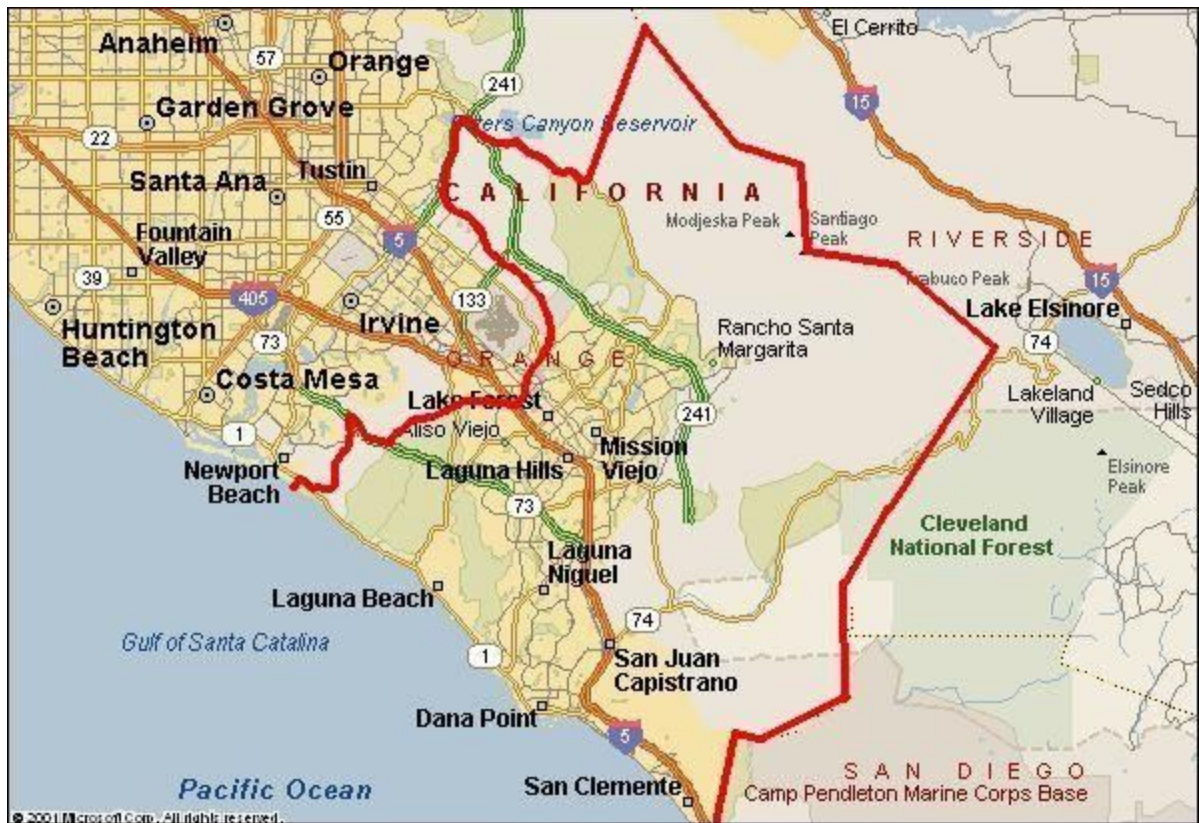 El Cerrito
Anaheim
57
Orange
241
15
Garden Grove
ters Canyon Reservoir
22
Tustin
Santa Ana
CALIFORNIA
55
Modjeska Peak
Santiago
Peak
Fountain
Valley
5
RIVERSIDE
39
405
133
Trabuco Peak
15
Huntington
Beach
Irvine
Lake Elsinore
73
Rancho Santa
Margarita
74
ORANGE
Costa Mesa
Lake Forest
Lakeland
Village
Sedco
Hills
1
Aliso Viejo
241
Newport
Beach
Laguna Hills
Mission
Viejo
Elsinore
Peak
73
Cleveland
National Forest
Laguna
Niguel
Laguna Beach
74
Gulf of Santa Catalina
1
San Juan
Capistrano
Dana Point
5
SAN DIEGO
San Clemente
Camp Pendleton Marine Corps Base
Pacific Ocean
© 2001 Microsoft Corp. All rights reserved.